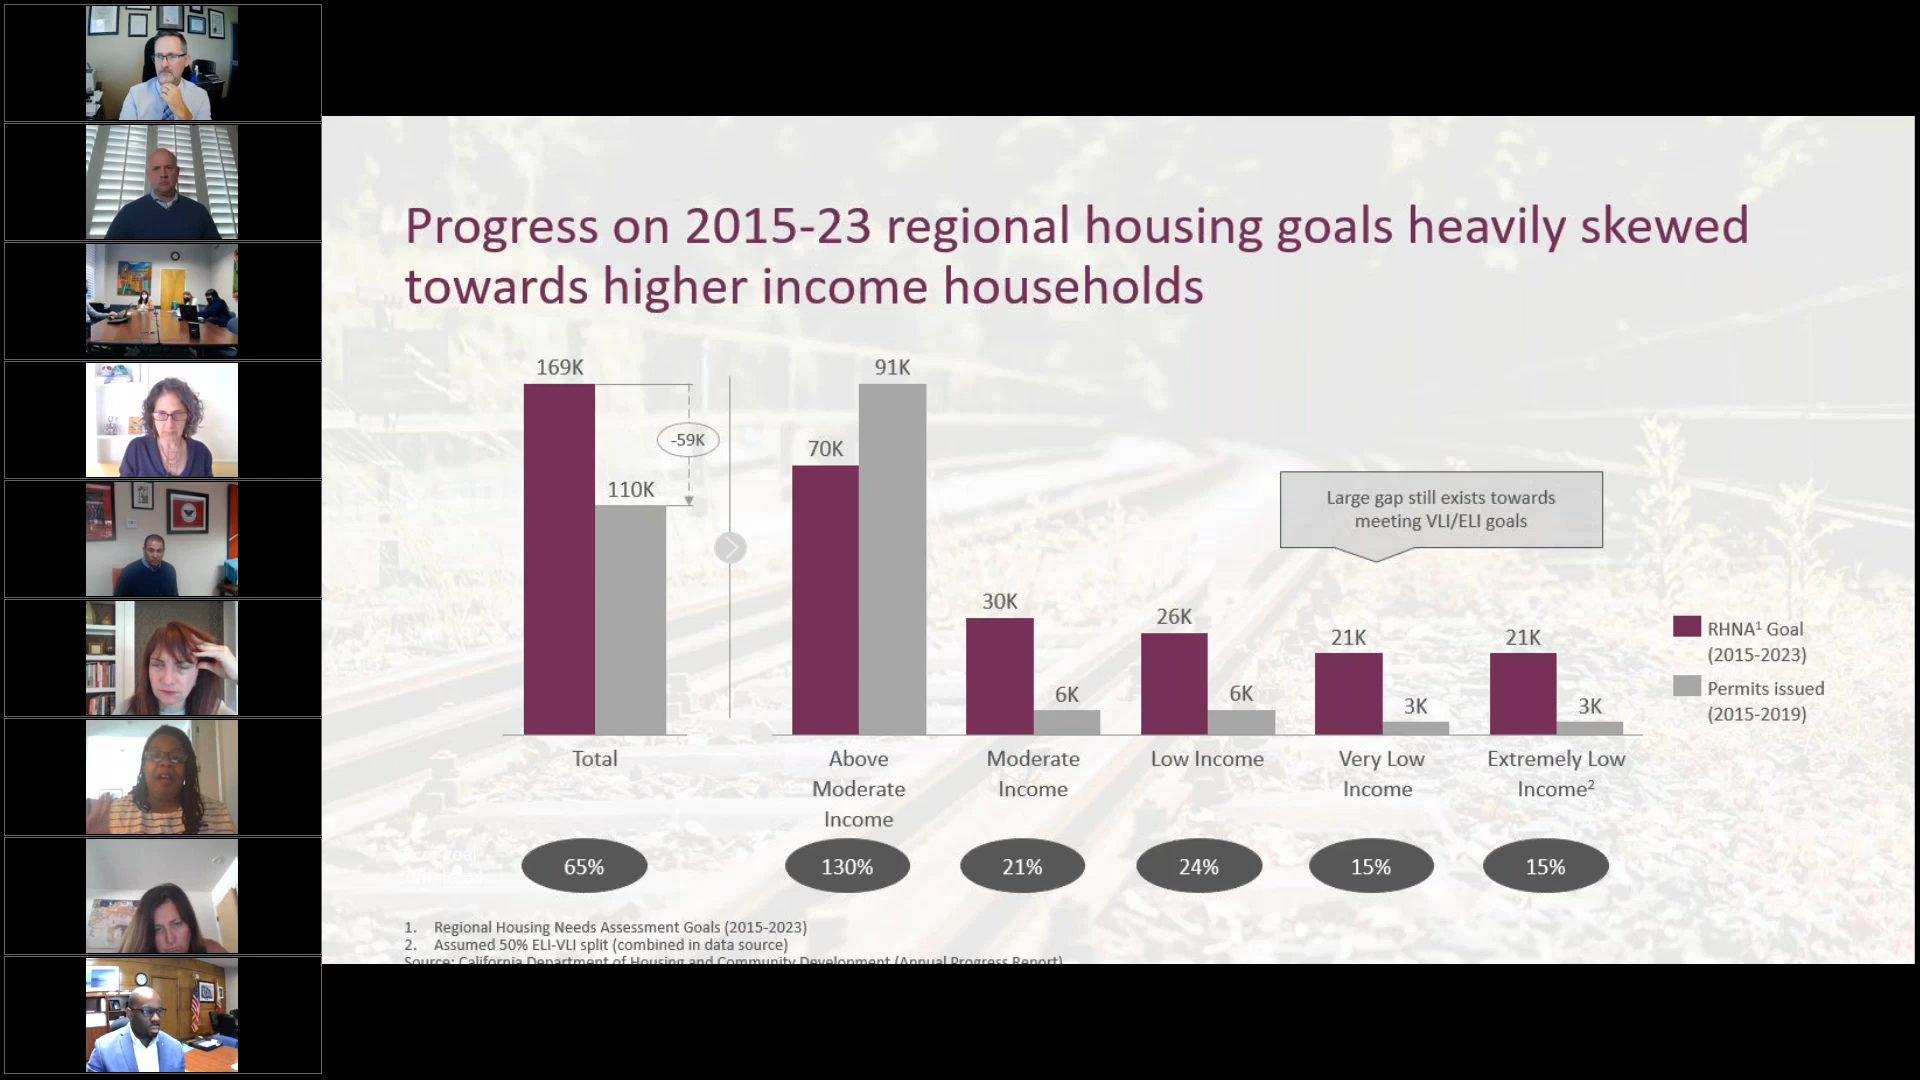 Progress on 2015-23 regional housing goals heavily skewed
towards higher income households
169K
110K
-59K
91K
70K
30K
6K
26K
6K
21K
3K
21K
3K
Large gap still exists towards
meeting VLI/ELI goals
RHNA¹ Goal
(2015-2023)
Permits issued
(2015-2019)
Total
Above
Moderate
Income
Moderate
Income
Low Income
Very Low
Income
Extremely Low
Income²
65%
130%
21%
24%
15%
15%
1. Regional Housing Needs Assessment Goals (2015-2023)
2. Assumed 50% ELI-VLI split (combined in data source)
Source: California Department of Housing and Community Development (Annual Progress Report)